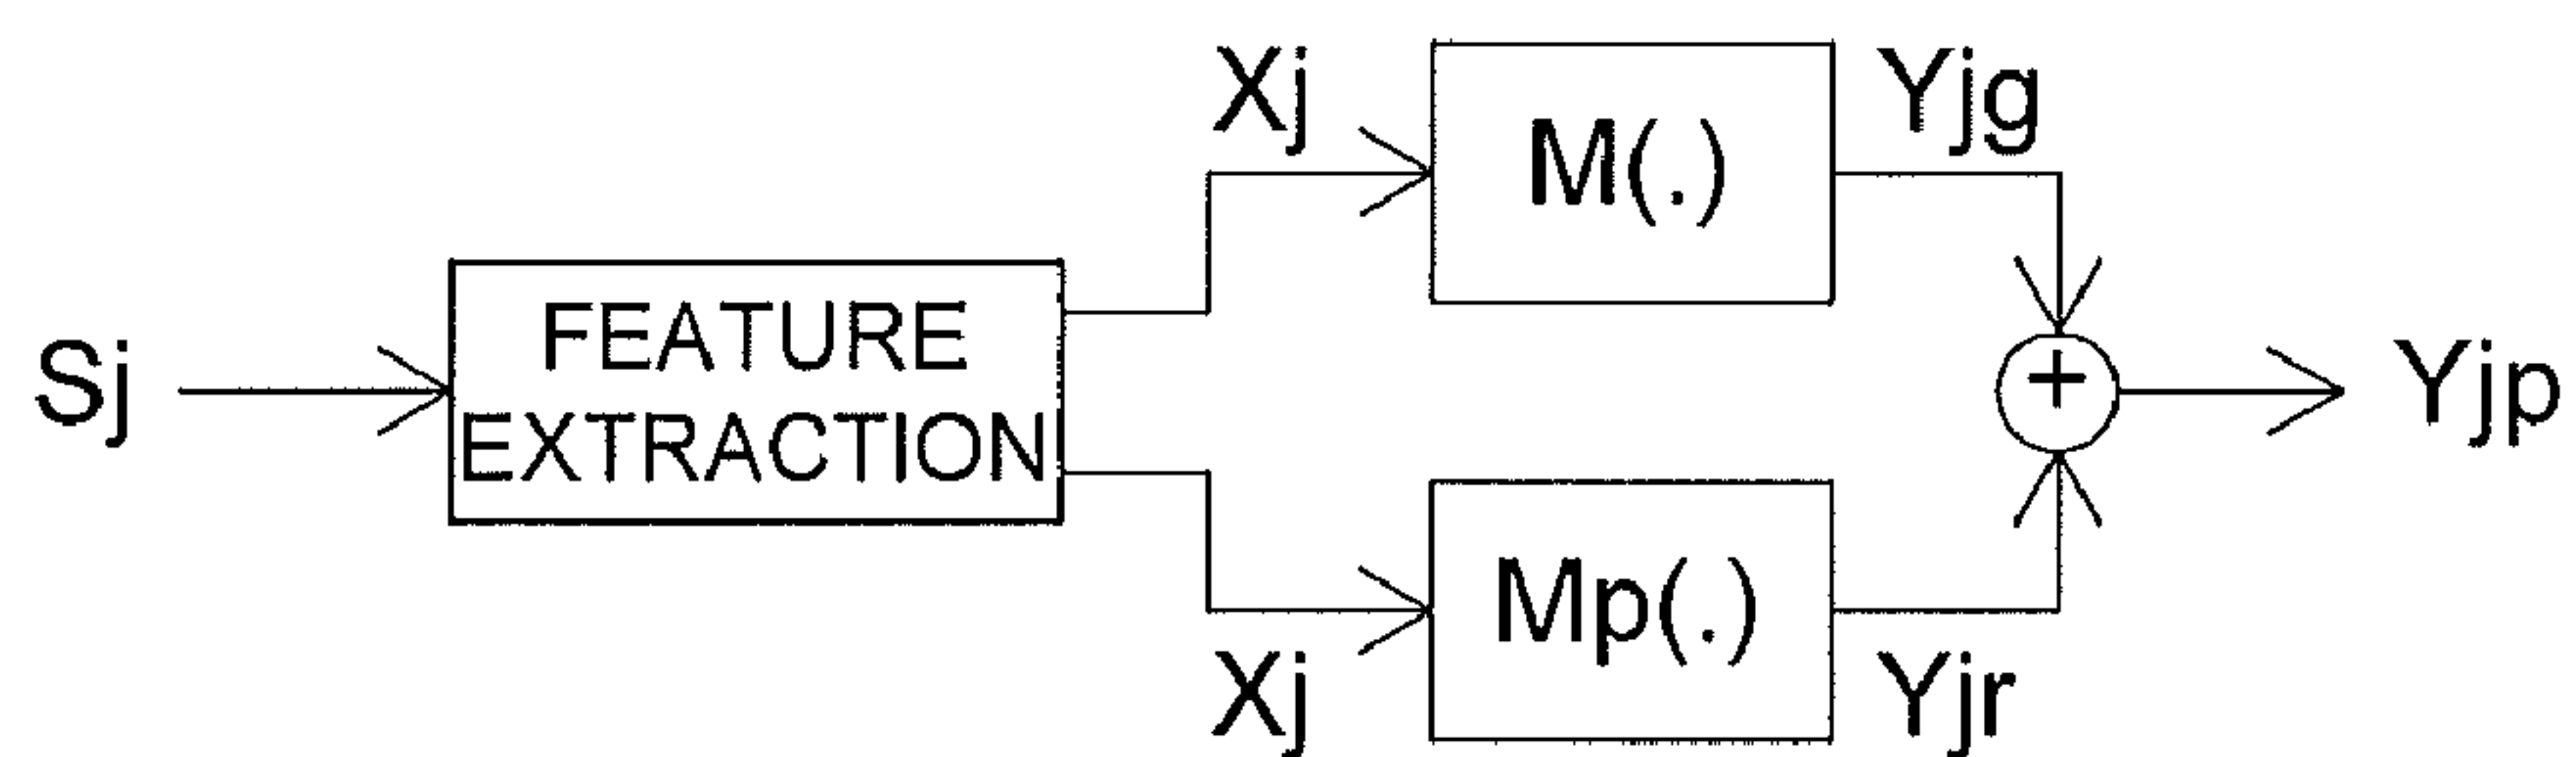 Sj
FEATURE
EXTRACTION
Xj
M(.)
Yjg
Xj
Mp(.)
Yjr
+
Yjp